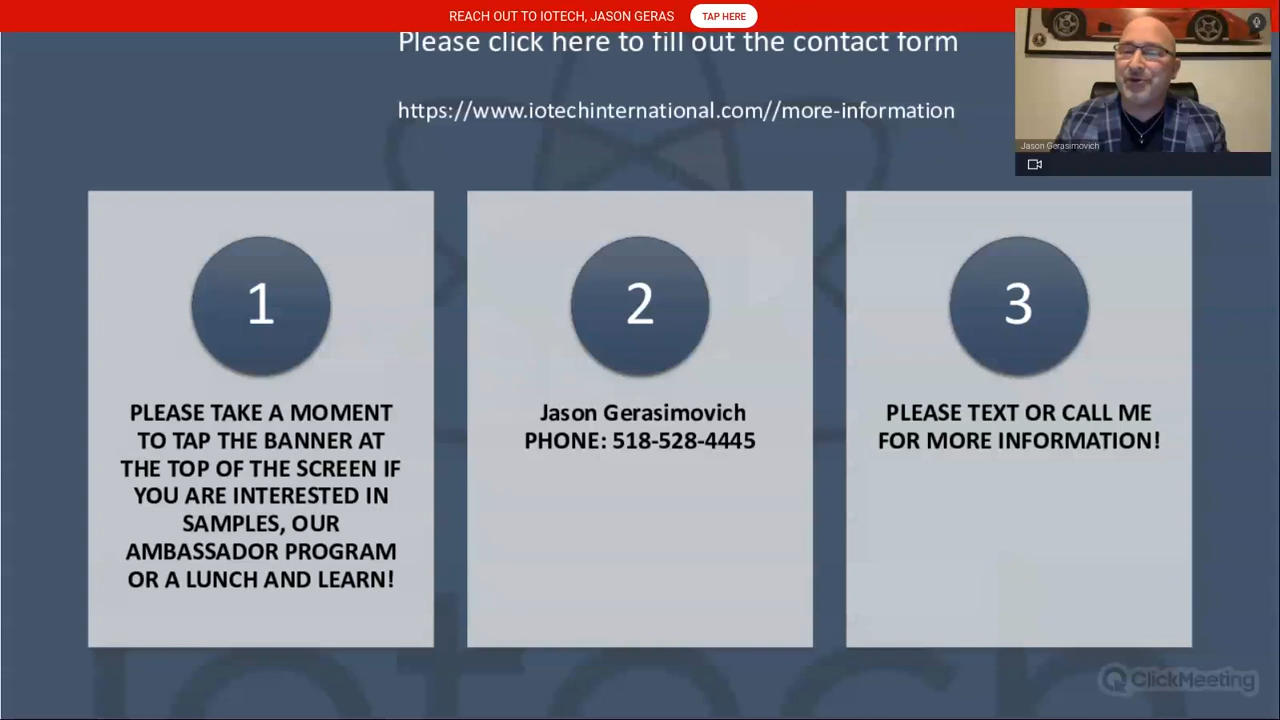 REACH OUT TO IOTECH, JASON GERAS
TAP HERE
Please click here to fill out the contact form
https://www.iotechinternational.com//more-information
Jason Gerasimovich
1
PLEASE TAKE A MOMENT
TO TAP THE BANNER AT
THE TOP OF THE SCREEN IF
YOU ARE INTERESTED IN
SAMPLES, OUR
AMBASSADOR PROGRAM
OR A LUNCH AND LEARN!
2
Jason Gerasimovich
PHONE: 518-528-4445
3
PLEASE TEXT OR CALL ME
FOR MORE INFORMATION!
iotech
ClickMeeting